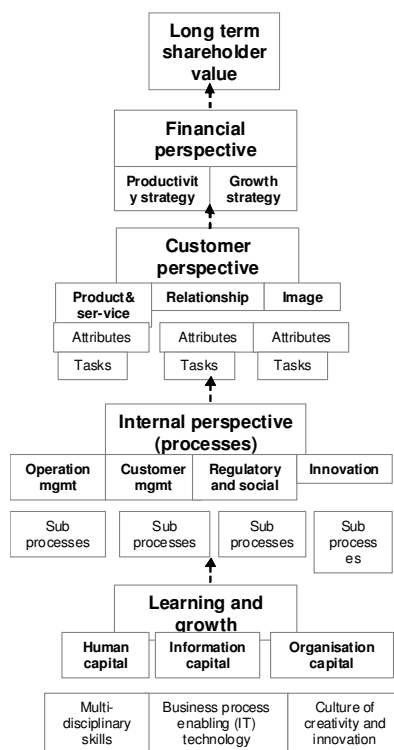 Long term
shareholder
value
Financial
perspective
Productivit
y strategy
Growth
strategy
Customer
perspective
Product&
ser-vice
Relationship
Image
Attributes
Attributes
Attributes
Tasks
Tasks
Tasks
Internal perspective
(processes)
Operation
mgmt
Customer
mgmt
Regulatory
and social
Innovation
Sub
processes
Sub
processes
Sub
processes
Sub
process
es
Learning and
growth
Human
capital
Information
capital
Organisation
capital
Multi-
disciplinary
skills
Business process
enabling (IT)
technology
Culture of
creativity and
innovation